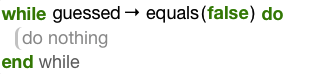 while guessed → equals(false) do
do nothing
end while